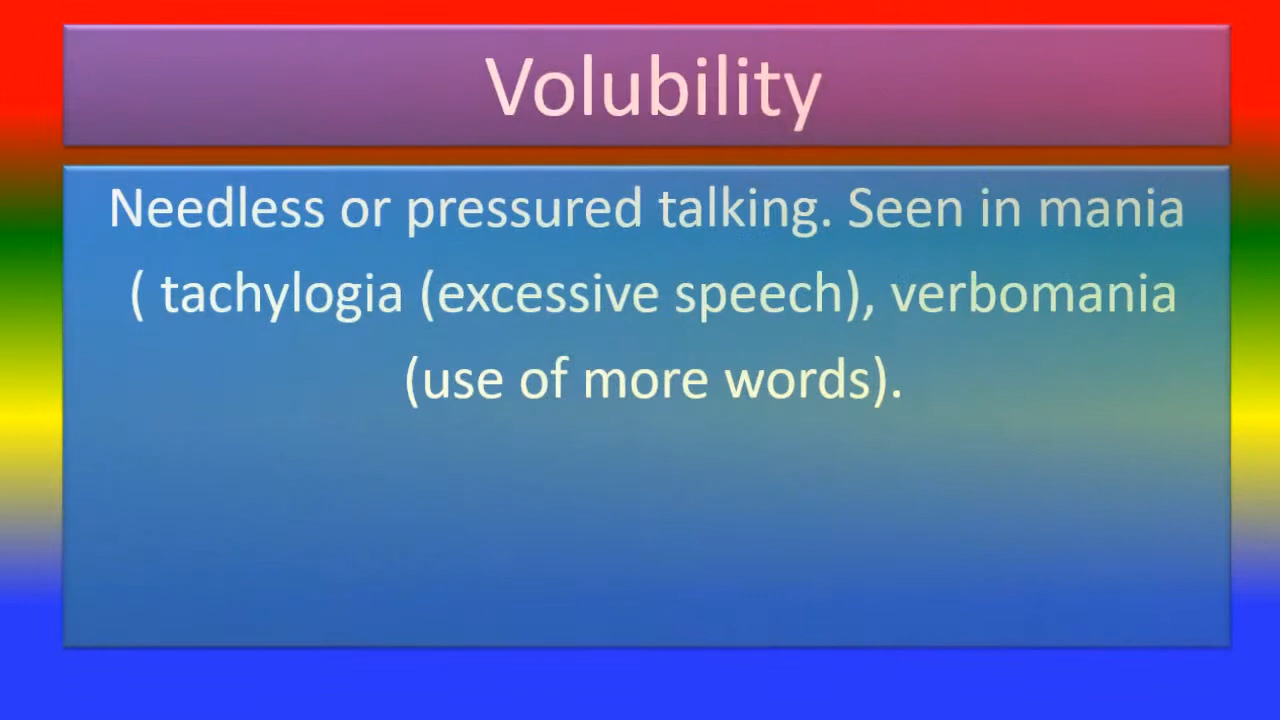 Volubility
Needless or pressured talking. Seen in mania
( tachylogia (excessive speech), verbomania
(use of more words).